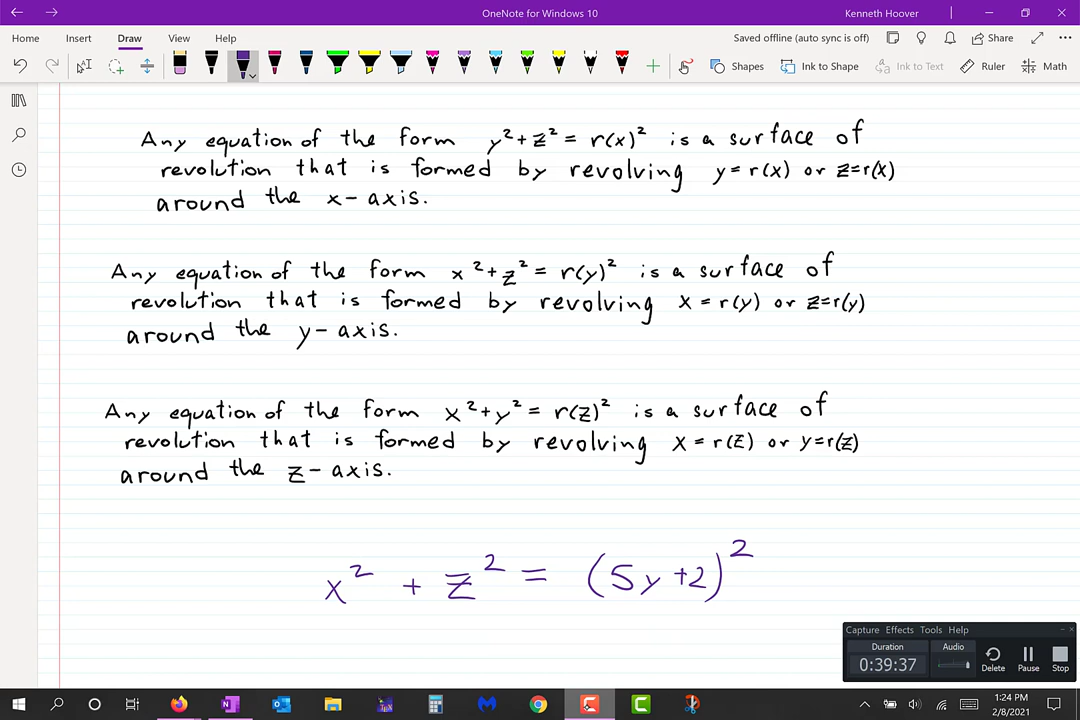 OneNote for Windows 10
Kenneth Hoover
Home Insert Draw View Help
Saved offline (auto sync is off)
Share
Shapes
Ink to Shape
Ink to Text
Ruler
Math
Any equation of the form y²+z² = r(x)² is a surface of
revolution that is formed by revolving y=r(x) or z=r(x)
around the x-axis.
Any equation of the form x²+z² = r(y)² is a surface of
revolution that is formed by revolving x=r(y) or z=r(y)
around the y-axis.
Any equation of the form x²+y² = r(z)² is a surface of
revolution that is formed by revolving x=r(z) or y=r(z)
around the z-axis.
x² + z² = (5y+2)²
Capture Effects Tools Help
Duration
0:39:37
Audio
Delete
Pause
Stop
1:24 PM
2/8/2021